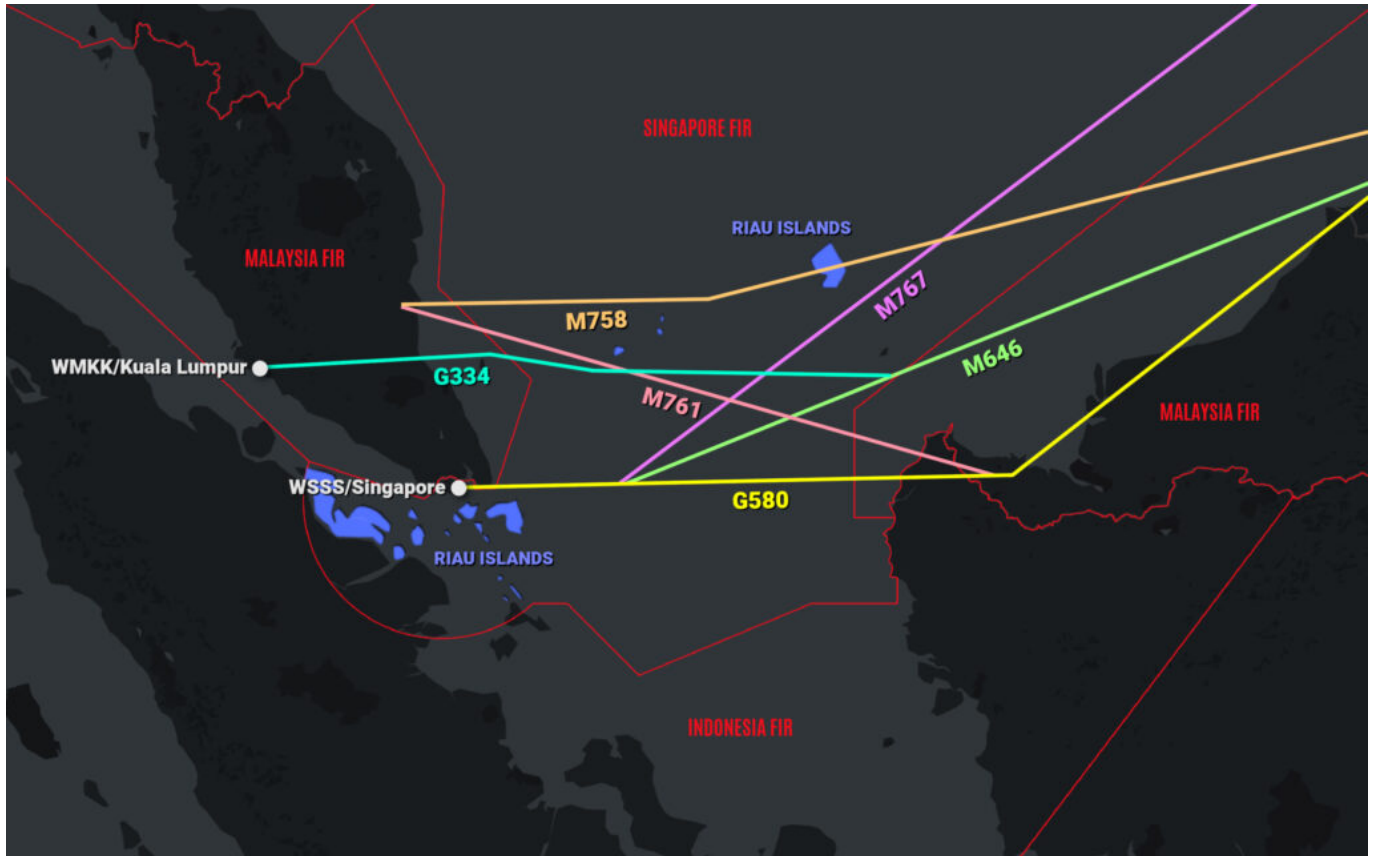 SINGAPORE FIR
RIAU ISLANDS
MALAYSIA FIR
M767
M758
M646
WMKK/Kuala Lumpur
G334
M761
MALAYSIA FIR
WSSS/Singapore
G580
RIAU ISLANDS
INDONESIA FIR